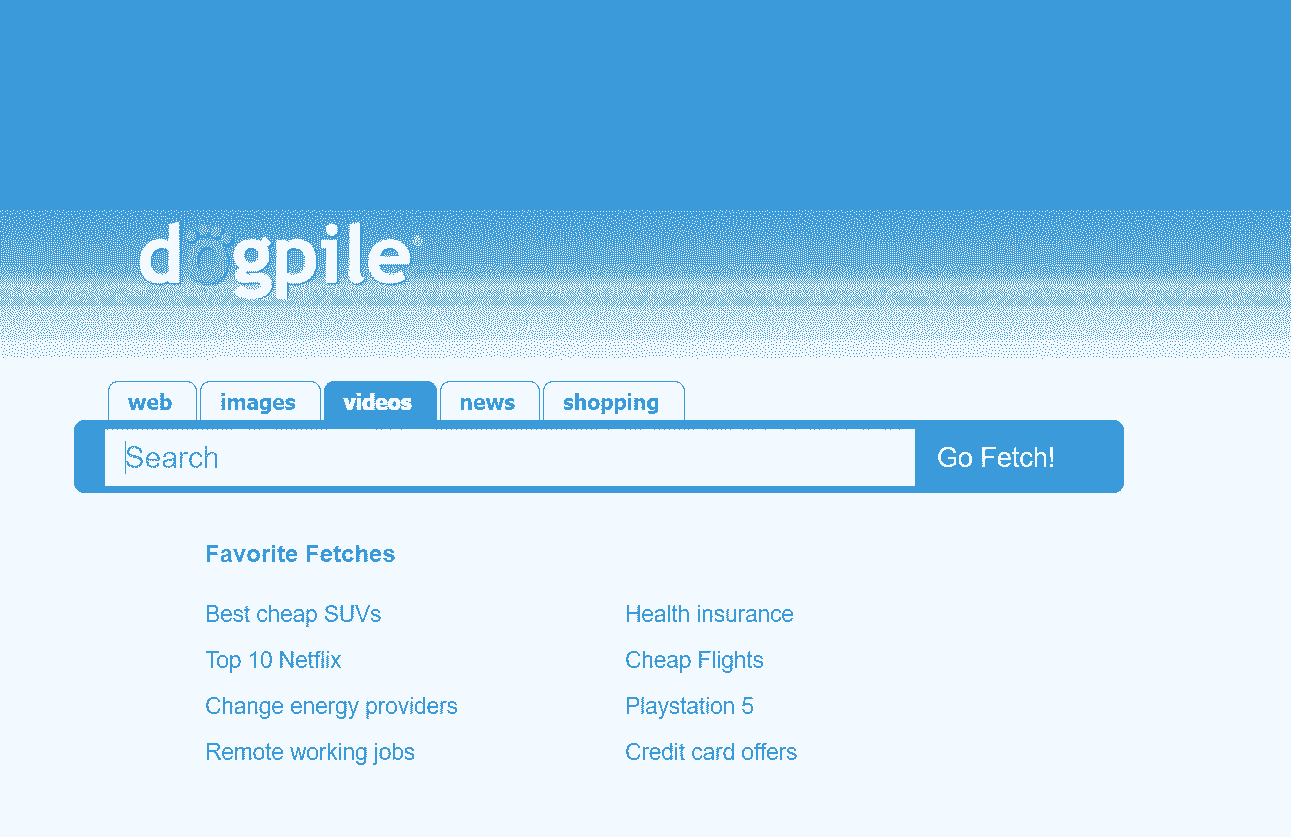 dogpile®
web images videos news shopping
Search Go Fetch!
Favorite Fetches
Best cheap SUVs Health insurance
Top 10 Netflix Cheap Flights
Change energy providers Playstation 5
Remote working jobs Credit card offers